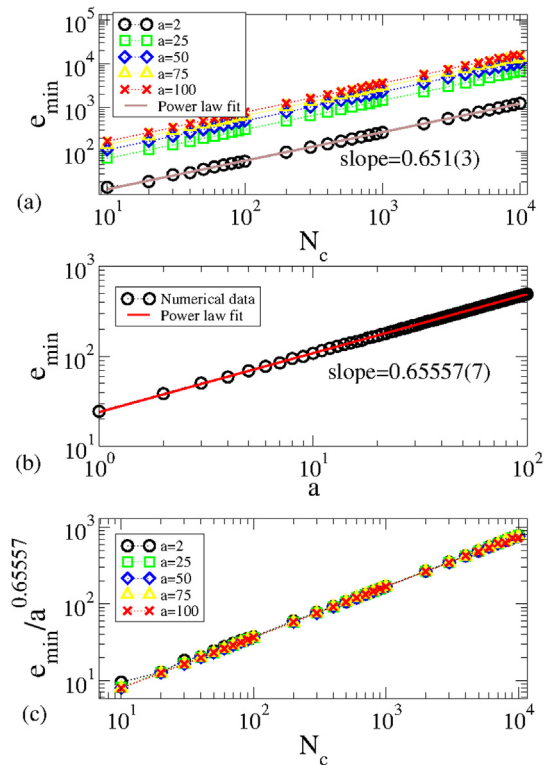 10^5
a=2
a=25
a=50
a=75
a=100
Power law fit
10^4
10^3
10^2
e_min
slope=0.651(3)
10^1 10^2 10^3 10^4
(a)
N_c
10^3
Numerical data
Power law fit
e_min
10^2
slope=0.65557(7)
10^1
10^0 10^1 10^2
(b)
a
10^3
a=2
a=25
a=50
a=75
a=100
e_min/a^0.65557
10^2
10^1
10^1 10^2 10^3 10^4
(c)
N_c